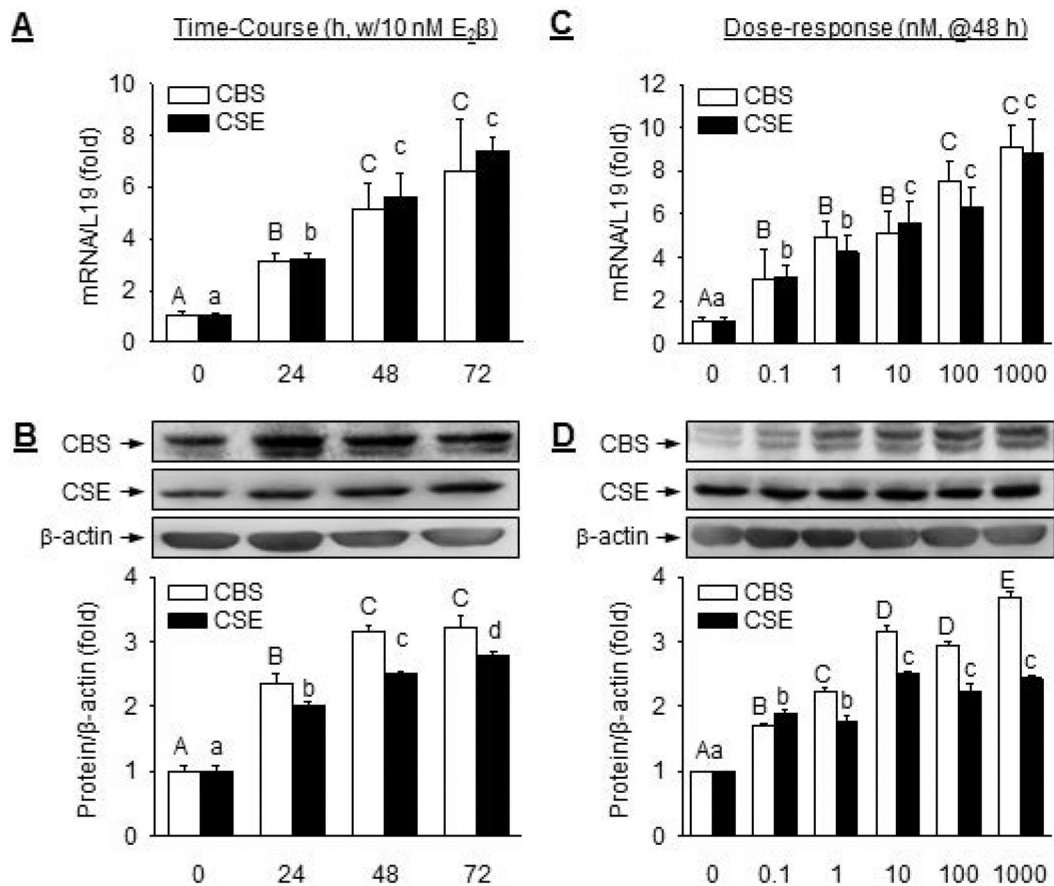 A
Time-Course (h, w/10 nM E₂β)
mRNA/L19 (fold)
10
8
6
4
2
0
CBS
CSE
A a
B b
C c
C c
0 24 48 72
B
CBS
CSE
β-actin
Protein/β-actin (fold)
4
3
2
1
0
CBS
CSE
A a
B b
C c
C d
0 24 48 72
C
Dose-response (nM, @48 h)
mRNA/L19 (fold)
12
10
8
6
4
2
0
CBS
CSE
Aa
B b
B b
B c
C c
C c
0 0.1 1 10 100 1000
D
CBS
CSE
β-actin
Protein/β-actin (fold)
4
3
2
1
0
CBS
CSE
Aa
B b
C b
D c
D c
E c
0 0.1 1 10 100 1000